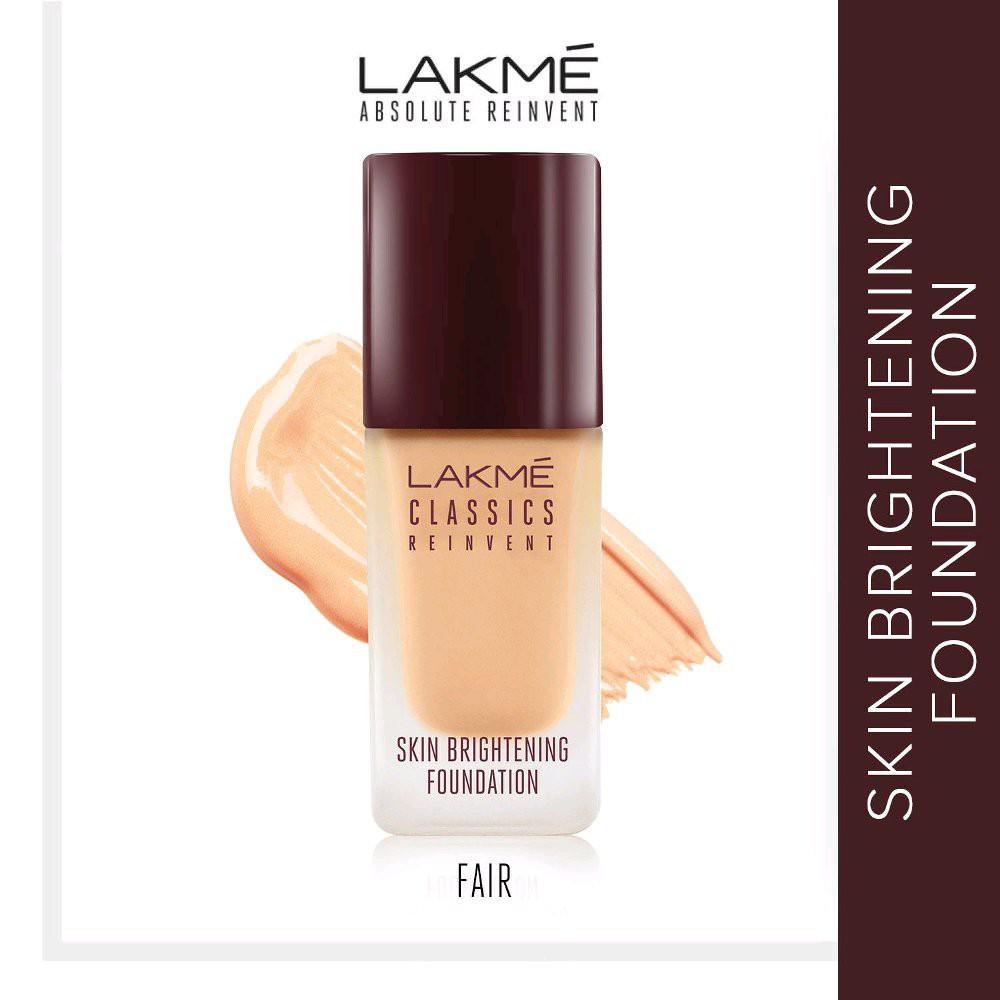 LAKMÉ
ABSOLUTE REINVENT
LAKMÉ
CLASSICS
REINVENT
SKIN BRIGHTENING
FOUNDATION
FAIR
SKIN BRIGHTENING
FOUNDATION